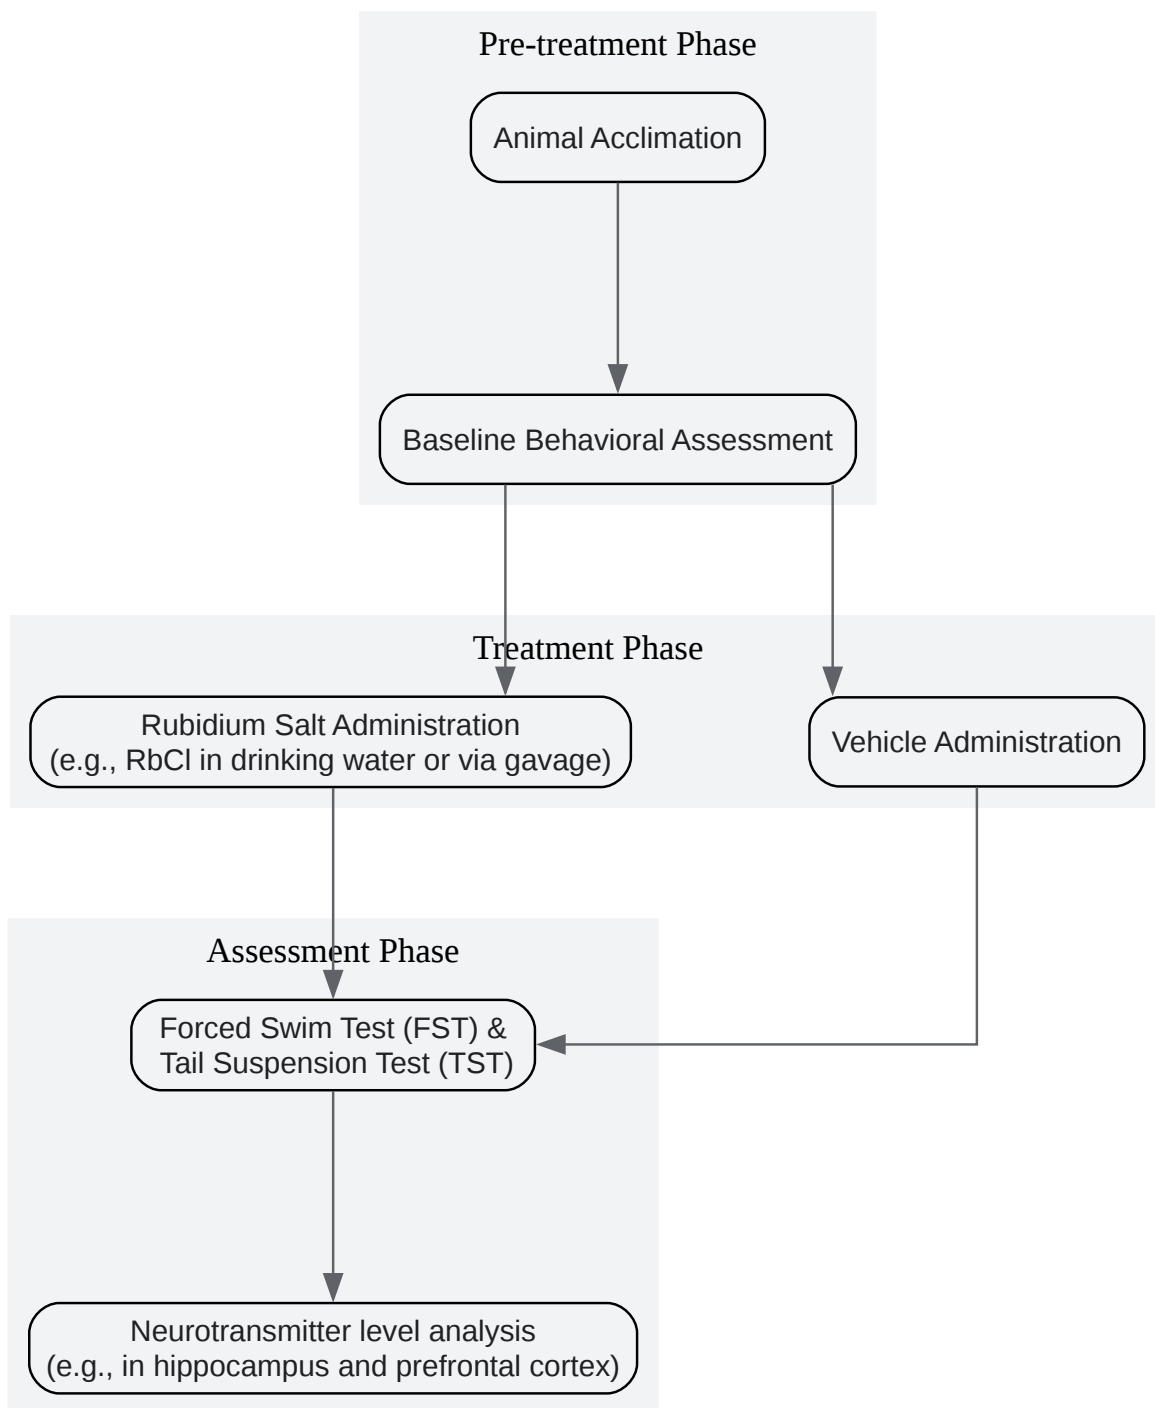 Pre-treatment Phase
Animal Acclimation
Baseline Behavioral Assessment
Treatment Phase
Rubidium Salt Administration
(e.g., RbCl in drinking water or via gavage)
Vehicle Administration
Assessment Phase
Forced Swim Test (FST) &
Tail Suspension Test (TST)
Neurotransmitter level analysis
(e.g., in hippocampus and prefrontal cortex)